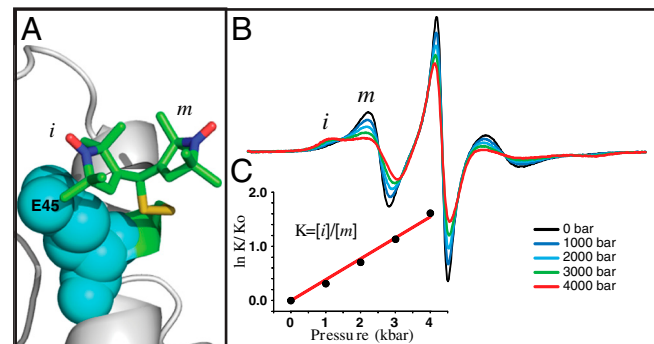 A
i
m
E45
B
i
m
C
2.0
1.0
0.0
ln K/Ko
K=[i]/[m]
0 1 2 3 4
Pressure (kbar)
0 bar
1000 bar
2000 bar
3000 bar
4000 bar